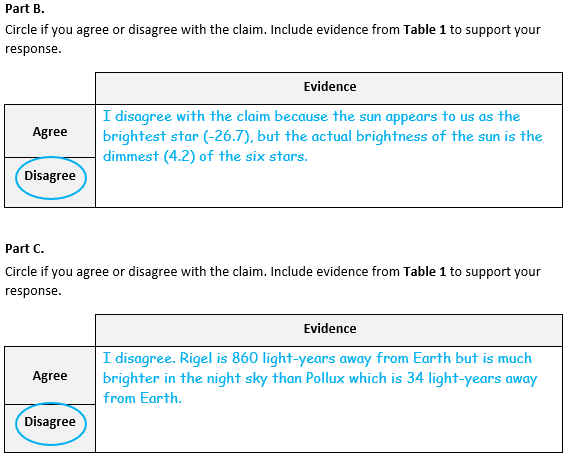 Part B.
Circle if you agree or disagree with the claim. Include evidence from Table 1 to support your
response.
Evidence
Agree
Disagree
I disagree with the claim because the sun appears to us as the
brightest star (-26.7), but the actual brightness of the sun is the
dimmest (4.2) of the six stars.
Part C.
Circle if you agree or disagree with the claim. Include evidence from Table 1 to support your
response.
Evidence
Agree
Disagree
I disagree. Rigel is 860 light-years away from Earth but is much
brighter in the night sky than Pollux which is 34 light-years away
from Earth.